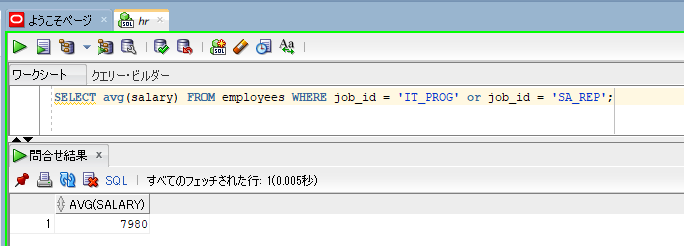 ようこそページ × hr ×
ワークシート クエリー・ビルダー
SELECT avg(salary) FROM employees WHERE job_id = 'IT_PROG' or job_id = 'SA_REP';
問合せ結果 ×
SQL | すべてのフェッチされた行: 1(0.005秒)
AVG(SALARY)
1 7980